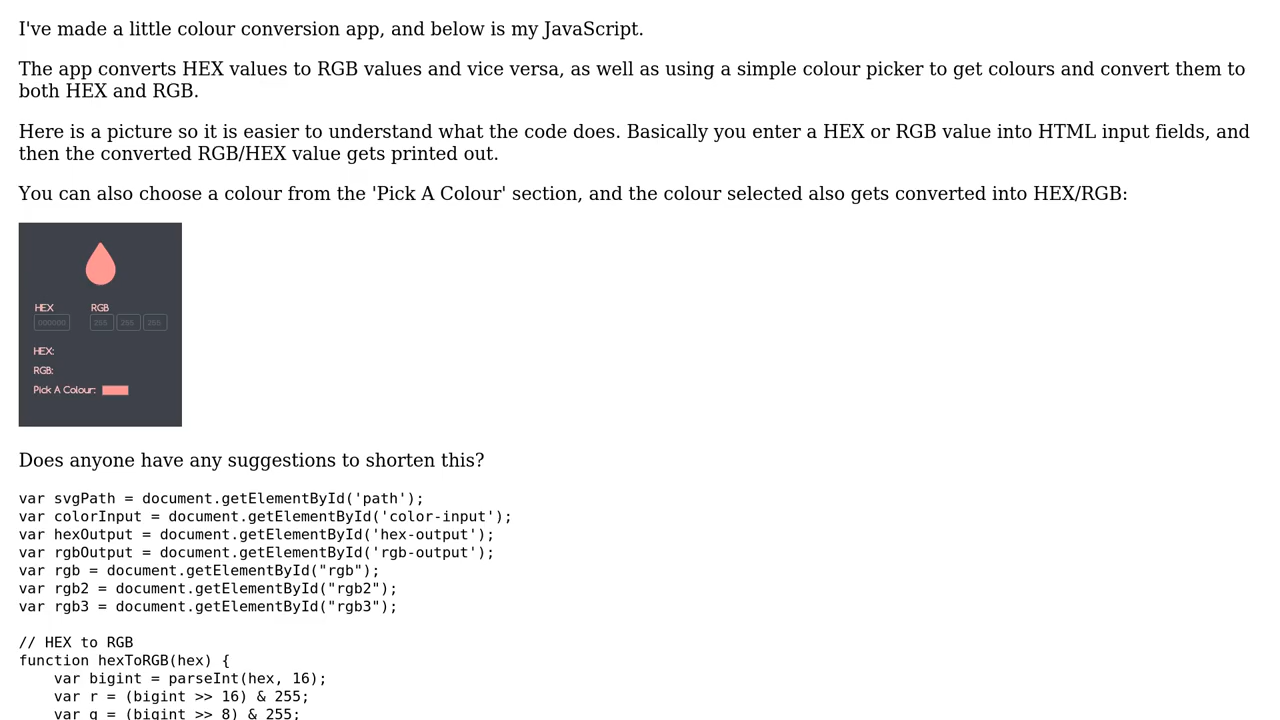 I've made a little colour conversion app, and below is my JavaScript.
The app converts HEX values to RGB values and vice versa, as well as using a simple colour picker to get colours and convert them to
both HEX and RGB.
Here is a picture so it is easier to understand what the code does. Basically you enter a HEX or RGB value into HTML input fields, and
then the converted RGB/HEX value gets printed out.
You can also choose a colour from the 'Pick A Colour' section, and the colour selected also gets converted into HEX/RGB:
HEX RGB
000000 255 255 255
HEX:
RGB:
Pick A Colour:
Does anyone have any suggestions to shorten this?
var svgPath = document.getElementById('path');
var colorInput = document.getElementById('color-input');
var hexOutput = document.getElementById('hex-output');
var rgbOutput = document.getElementById('rgb-output');
var rgb = document.getElementById("rgb");
var rgb2 = document.getElementById("rgb2");
var rgb3 = document.getElementById("rgb3");
// HEX to RGB
function hexToRGB(hex) {
    var bigint = parseInt(hex, 16);
    var r = (bigint >> 16) & 255;
    var g = (bigint >> 8) & 255;